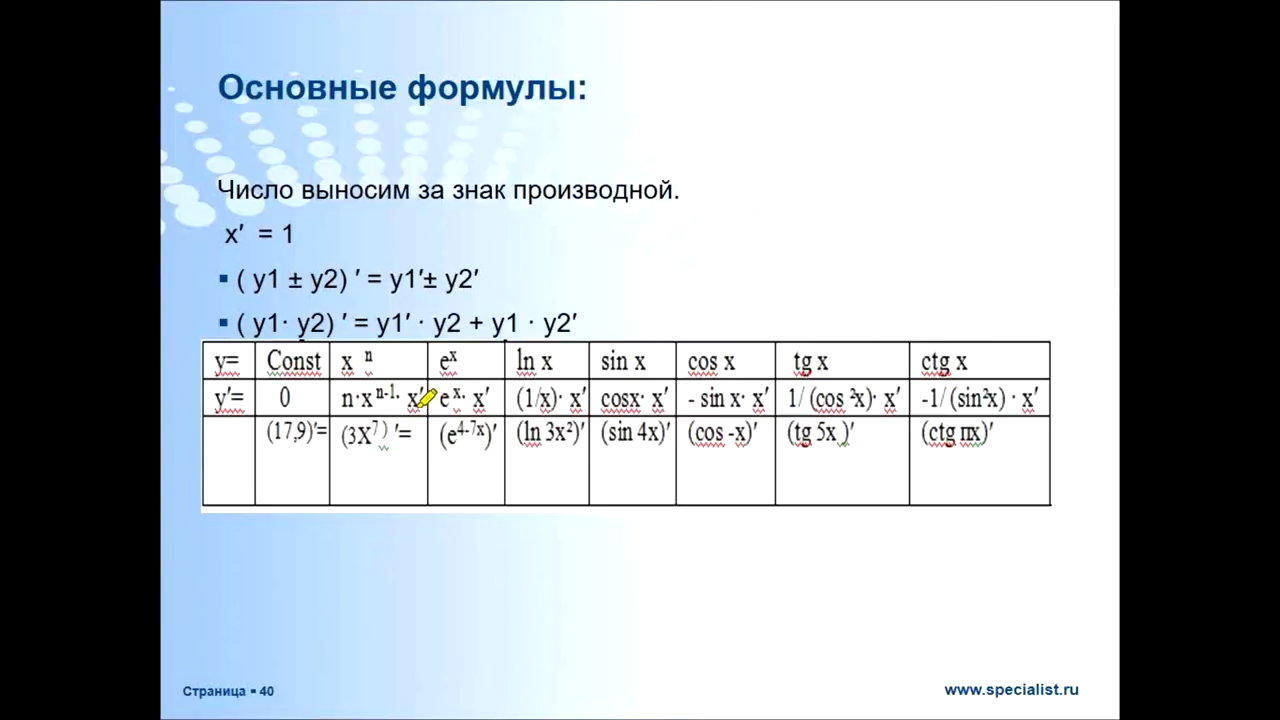 Основные формулы:
Число выносим за знак производной.
x′ = 1
▪ ( y1 ± y2) ′ = y1′± y2′
▪ ( y1· y2) ′ = y1′ · y2 + y1 · y2′
y= Const x ⁿ eˣ ln x sin x cos x tg x ctg x
y′= 0 n·x ⁿ⁻¹· x′ e ˣ· x′ (1/x)· x′ cosx· x′ - sin x· x′ 1/ (cos ²x)· x′ -1/ (sin²x) · x′
(17,9)′= (3X⁷ ) ′= (e⁴⁻⁷ˣ)′ (ln 3x²)′ (sin 4x)′ (cos -x)′ (tg 5x )′ (ctg πx)′
Страница ▪ 40
www.specialist.ru